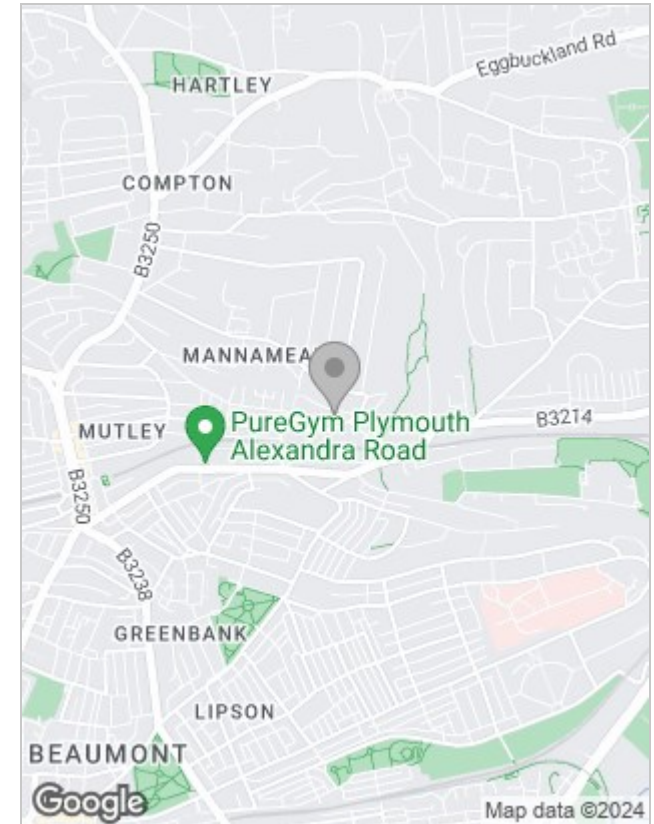 Eggbuckland Rd
HARTLEY
COMPTON
B3250
MANNAMEA
PureGym Plymouth
Alexandra Road
B3214
MUTLEY
B3250
B3238
GREENBANK
LIPSON
BEAUMONT
Google
Map data ©2024